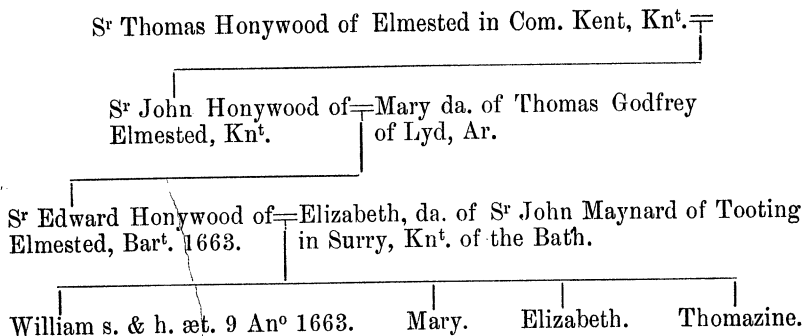 Sʳ Thomas Honywood of Elmested in Com. Kent, Knᵗ.
Sʳ John Honywood of Mary da. of Thomas Godfrey
Elmested, Knᵗ. of Lyd, Ar.
Sʳ Edward Honywood of Elizabeth, da. of Sʳ John Maynard of Tooting
Elmested, Barᵗ. 1663. in Surry, Knᵗ. of the Bath.
William s. & h. æt. 9 Anᵒ 1663. Mary. Elizabeth. Thomazine.